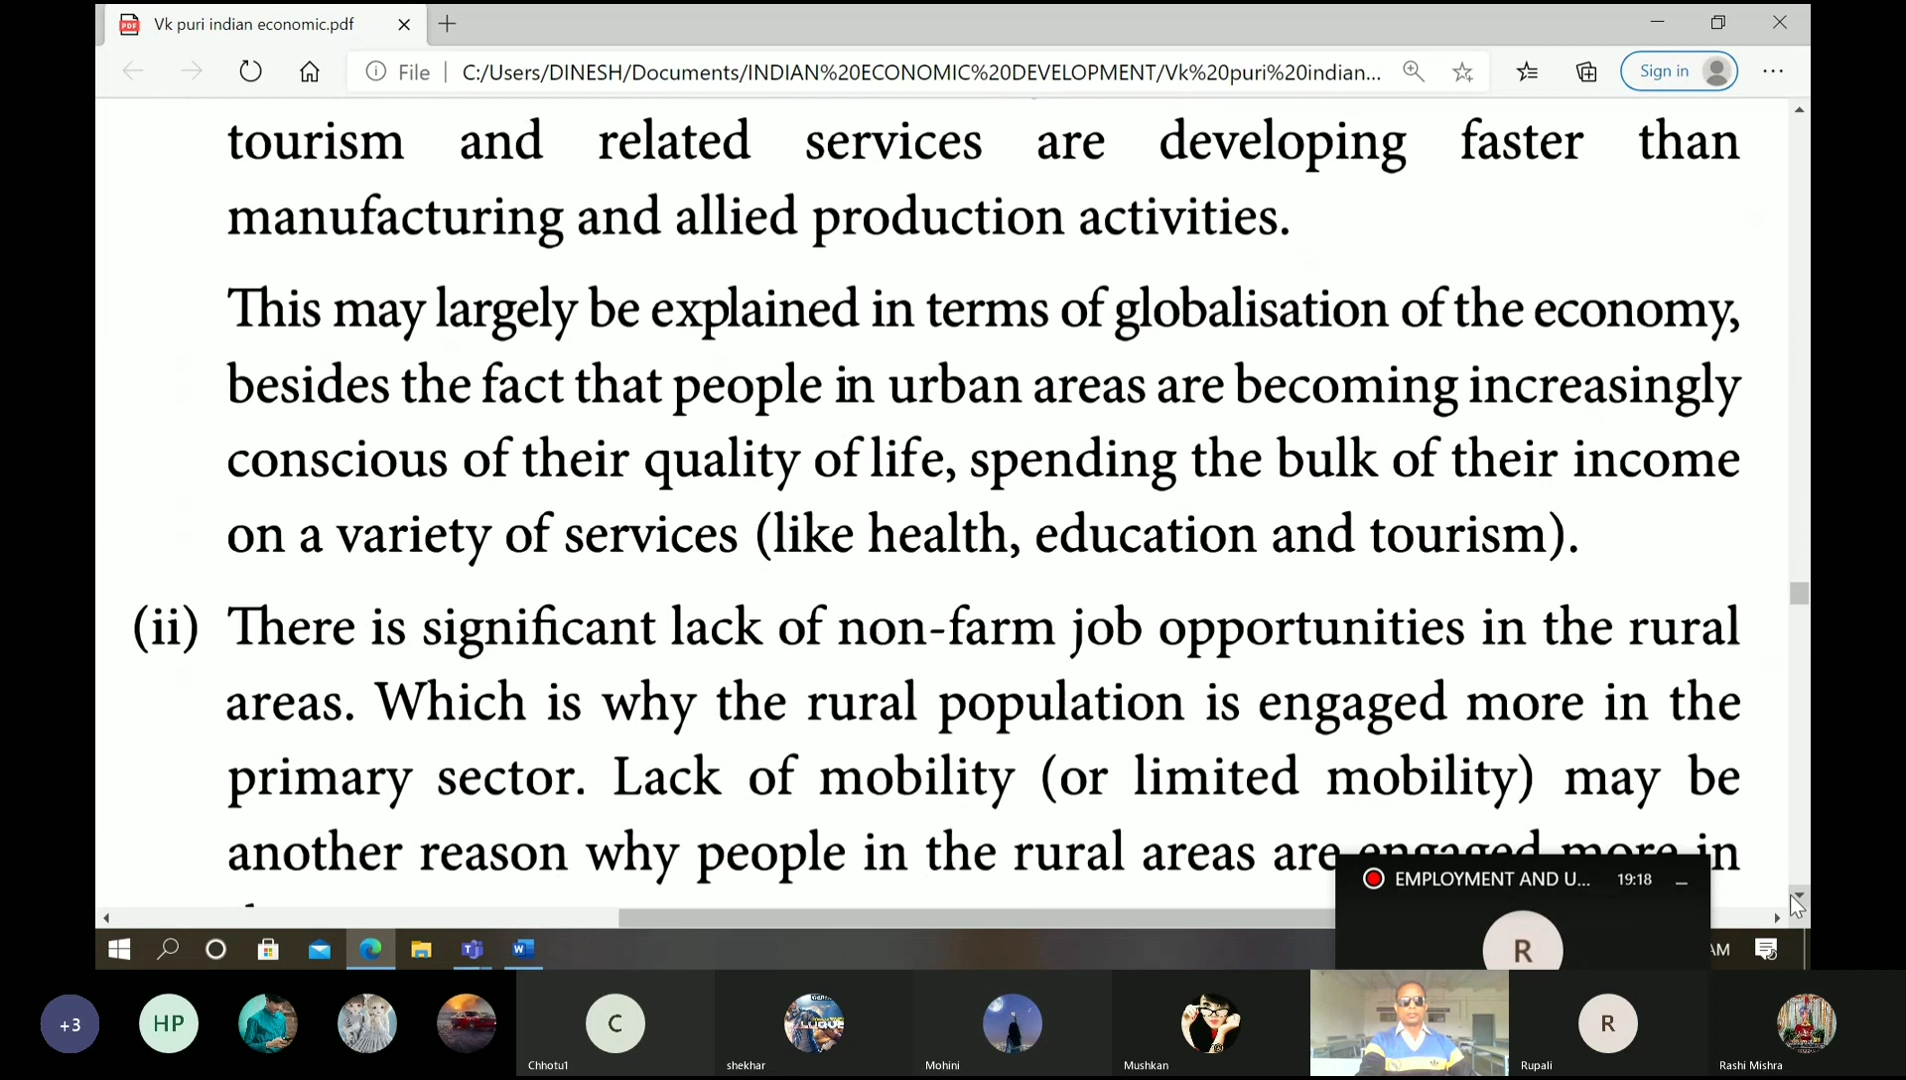 Vk puri indian economic.pdf
File
C:/Users/DINESH/Documents/INDIAN%20ECONOMIC%20DEVELOPMENT/Vk%20puri%20indian...
Sign in
tourism and related services are developing faster than
manufacturing and allied production activities.
This may largely be explained in terms of globalisation of the economy,
besides the fact that people in urban areas are becoming increasingly
conscious of their quality of life, spending the bulk of their income
on a variety of services (like health, education and tourism).
(ii) There is significant lack of non-farm job opportunities in the rural
areas. Which is why the rural population is engaged more in the
primary sector. Lack of mobility (or limited mobility) may be
another reason why people in the rural areas are engaged more in
EMPLOYMENT AND U... 19:18
R
AM
+3
HP
C
R
Chhotu1
shekhar
Mohini
Mushkan
Rupali
Rashi Mishra